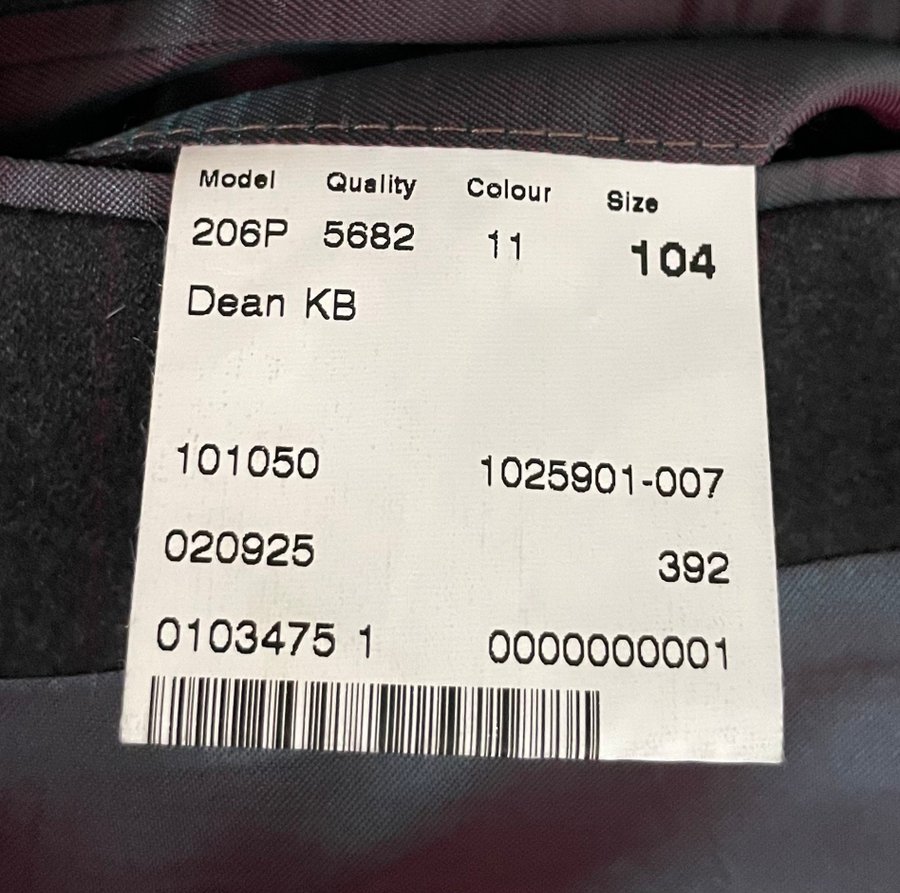 Model Quality Colour Size
206P 5682 11 104
Dean KB
101050 1025901-007
020925 392
0103475 1 0000000001